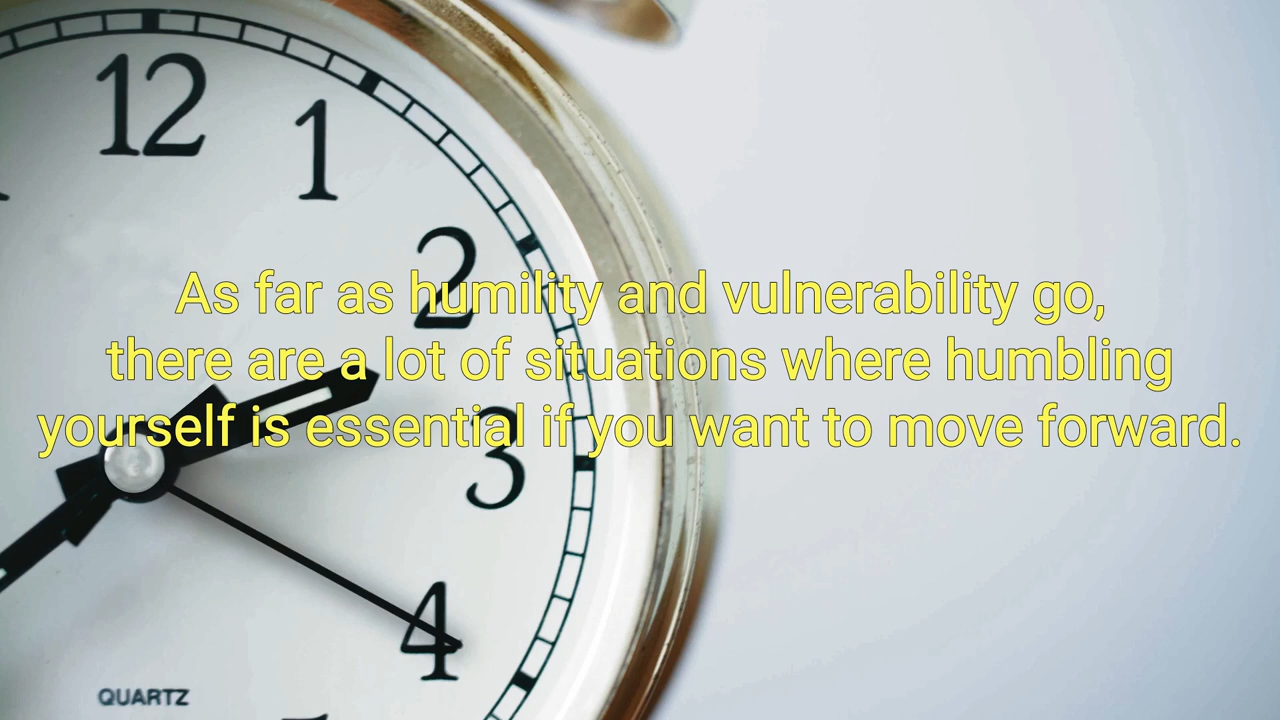 12
1
2
As far as humility and vulnerability go,
there are a lot of situations where humbling
yourself is essential if you want to move forward.
3
4
QUARTZ